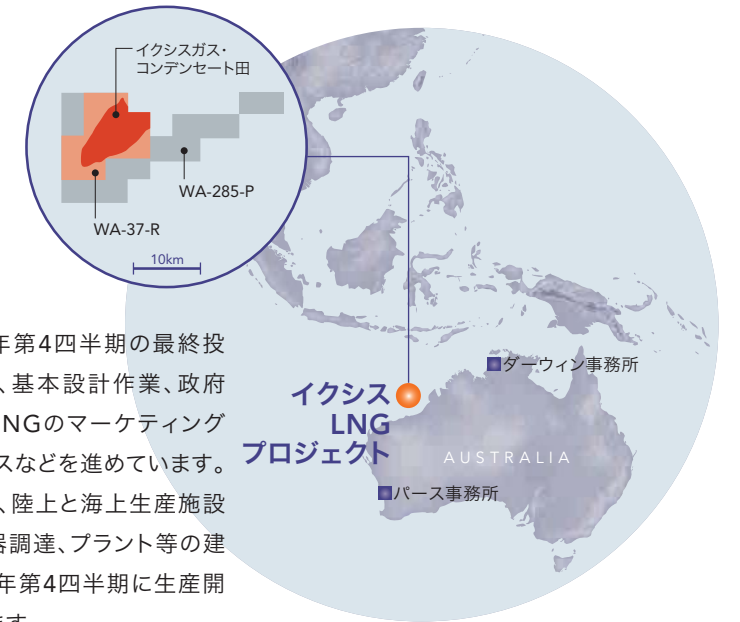 イクシスガス・
コンデンセート田
WA-285-P
WA-37-R
10km
年第4四半期の最終投
、基本設計作業、政府
NGのマーケティング
スなどを進めています。
、陸上と海上生産施設
器調達、プラント等の建
年第4四半期に生産開
ます。
イクシス
LNG
プロジェクト
ダーウィン事務所
AUSTRALIA
パース事務所